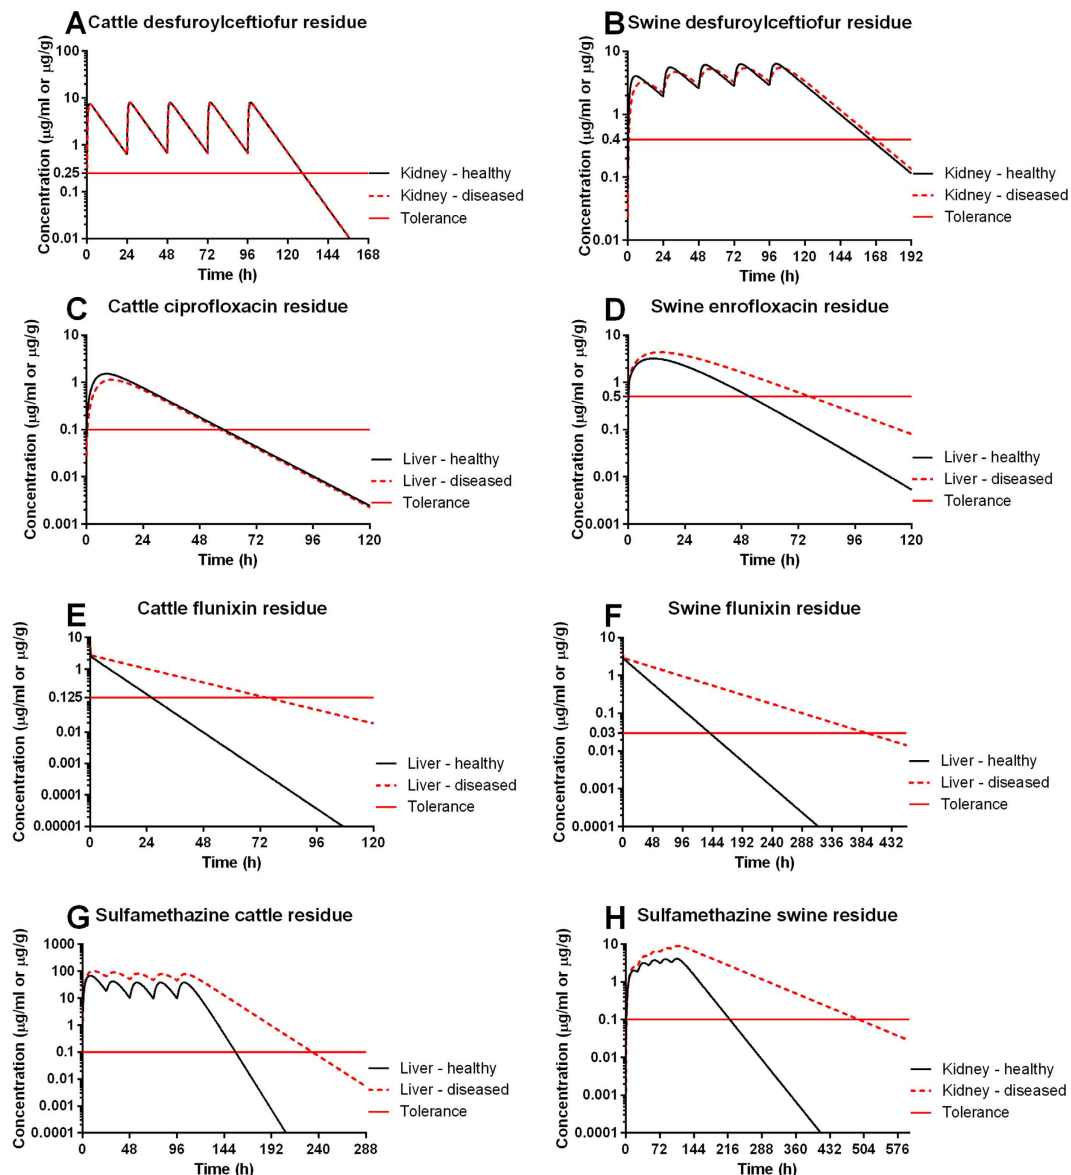 A Cattle desfuroylceftiofur residue
Concentration (µg/ml or µg/g)
100
10
1
0.25
0.1
0.01
0 24 48 72 96 120 144 168
Time (h)
Kidney - healthy
Kidney - diseased
Tolerance
B Swine desfuroylceftiofur residue
Concentration (µg/ml or µg/g)
10
1
0.4
0.1
0.01
0 24 48 72 96 120 144 168 192
Time (h)
Kidney - healthy
Kidney - diseased
Tolerance
C Cattle ciprofloxacin residue
Concentration (µg/ml or µg/g)
10
1
0.1
0.01
0.001
0 24 48 72 96 120
Time (h)
Liver - healthy
Liver - diseased
Tolerance
D Swine enrofloxacin residue
Concentration (µg/ml or µg/g)
10
1
0.5
0.1
0.01
0.001
0 24 48 72 96 120
Time (h)
Liver - healthy
Liver - diseased
Tolerance
E Cattle flunixin residue
Concentration (µg/ml or µg/g)
10
1
0.125
0.01
0.001
0.0001
0.00001
0 24 48 72 96 120
Time (h)
Liver - healthy
Liver - diseased
Tolerance
F Swine flunixin residue
Concentration (µg/ml or µg/g)
10
1
0.1
0.03
0.01
0.001
0.0001
0 48 96 144 192 240 288 336 384 432
Time (h)
Liver - healthy
Liver - diseased
Tolerance
G Sulfamethazine cattle residue
Concentration (µg/ml or µg/g)
1000
100
10
1
0.1
0.01
0.001
0.0001
0 48 96 144 192 240 288
Time (h)
Liver - healthy
Liver - diseased
Tolerance
H Sulfamethazine swine residue
Concentration (µg/ml or µg/g)
10
1
0.1
0.01
0.001
0.0001
0 72 144 216 288 360 432 504 576
Time (h)
Kidney - healthy
Kidney - diseased
Tolerance